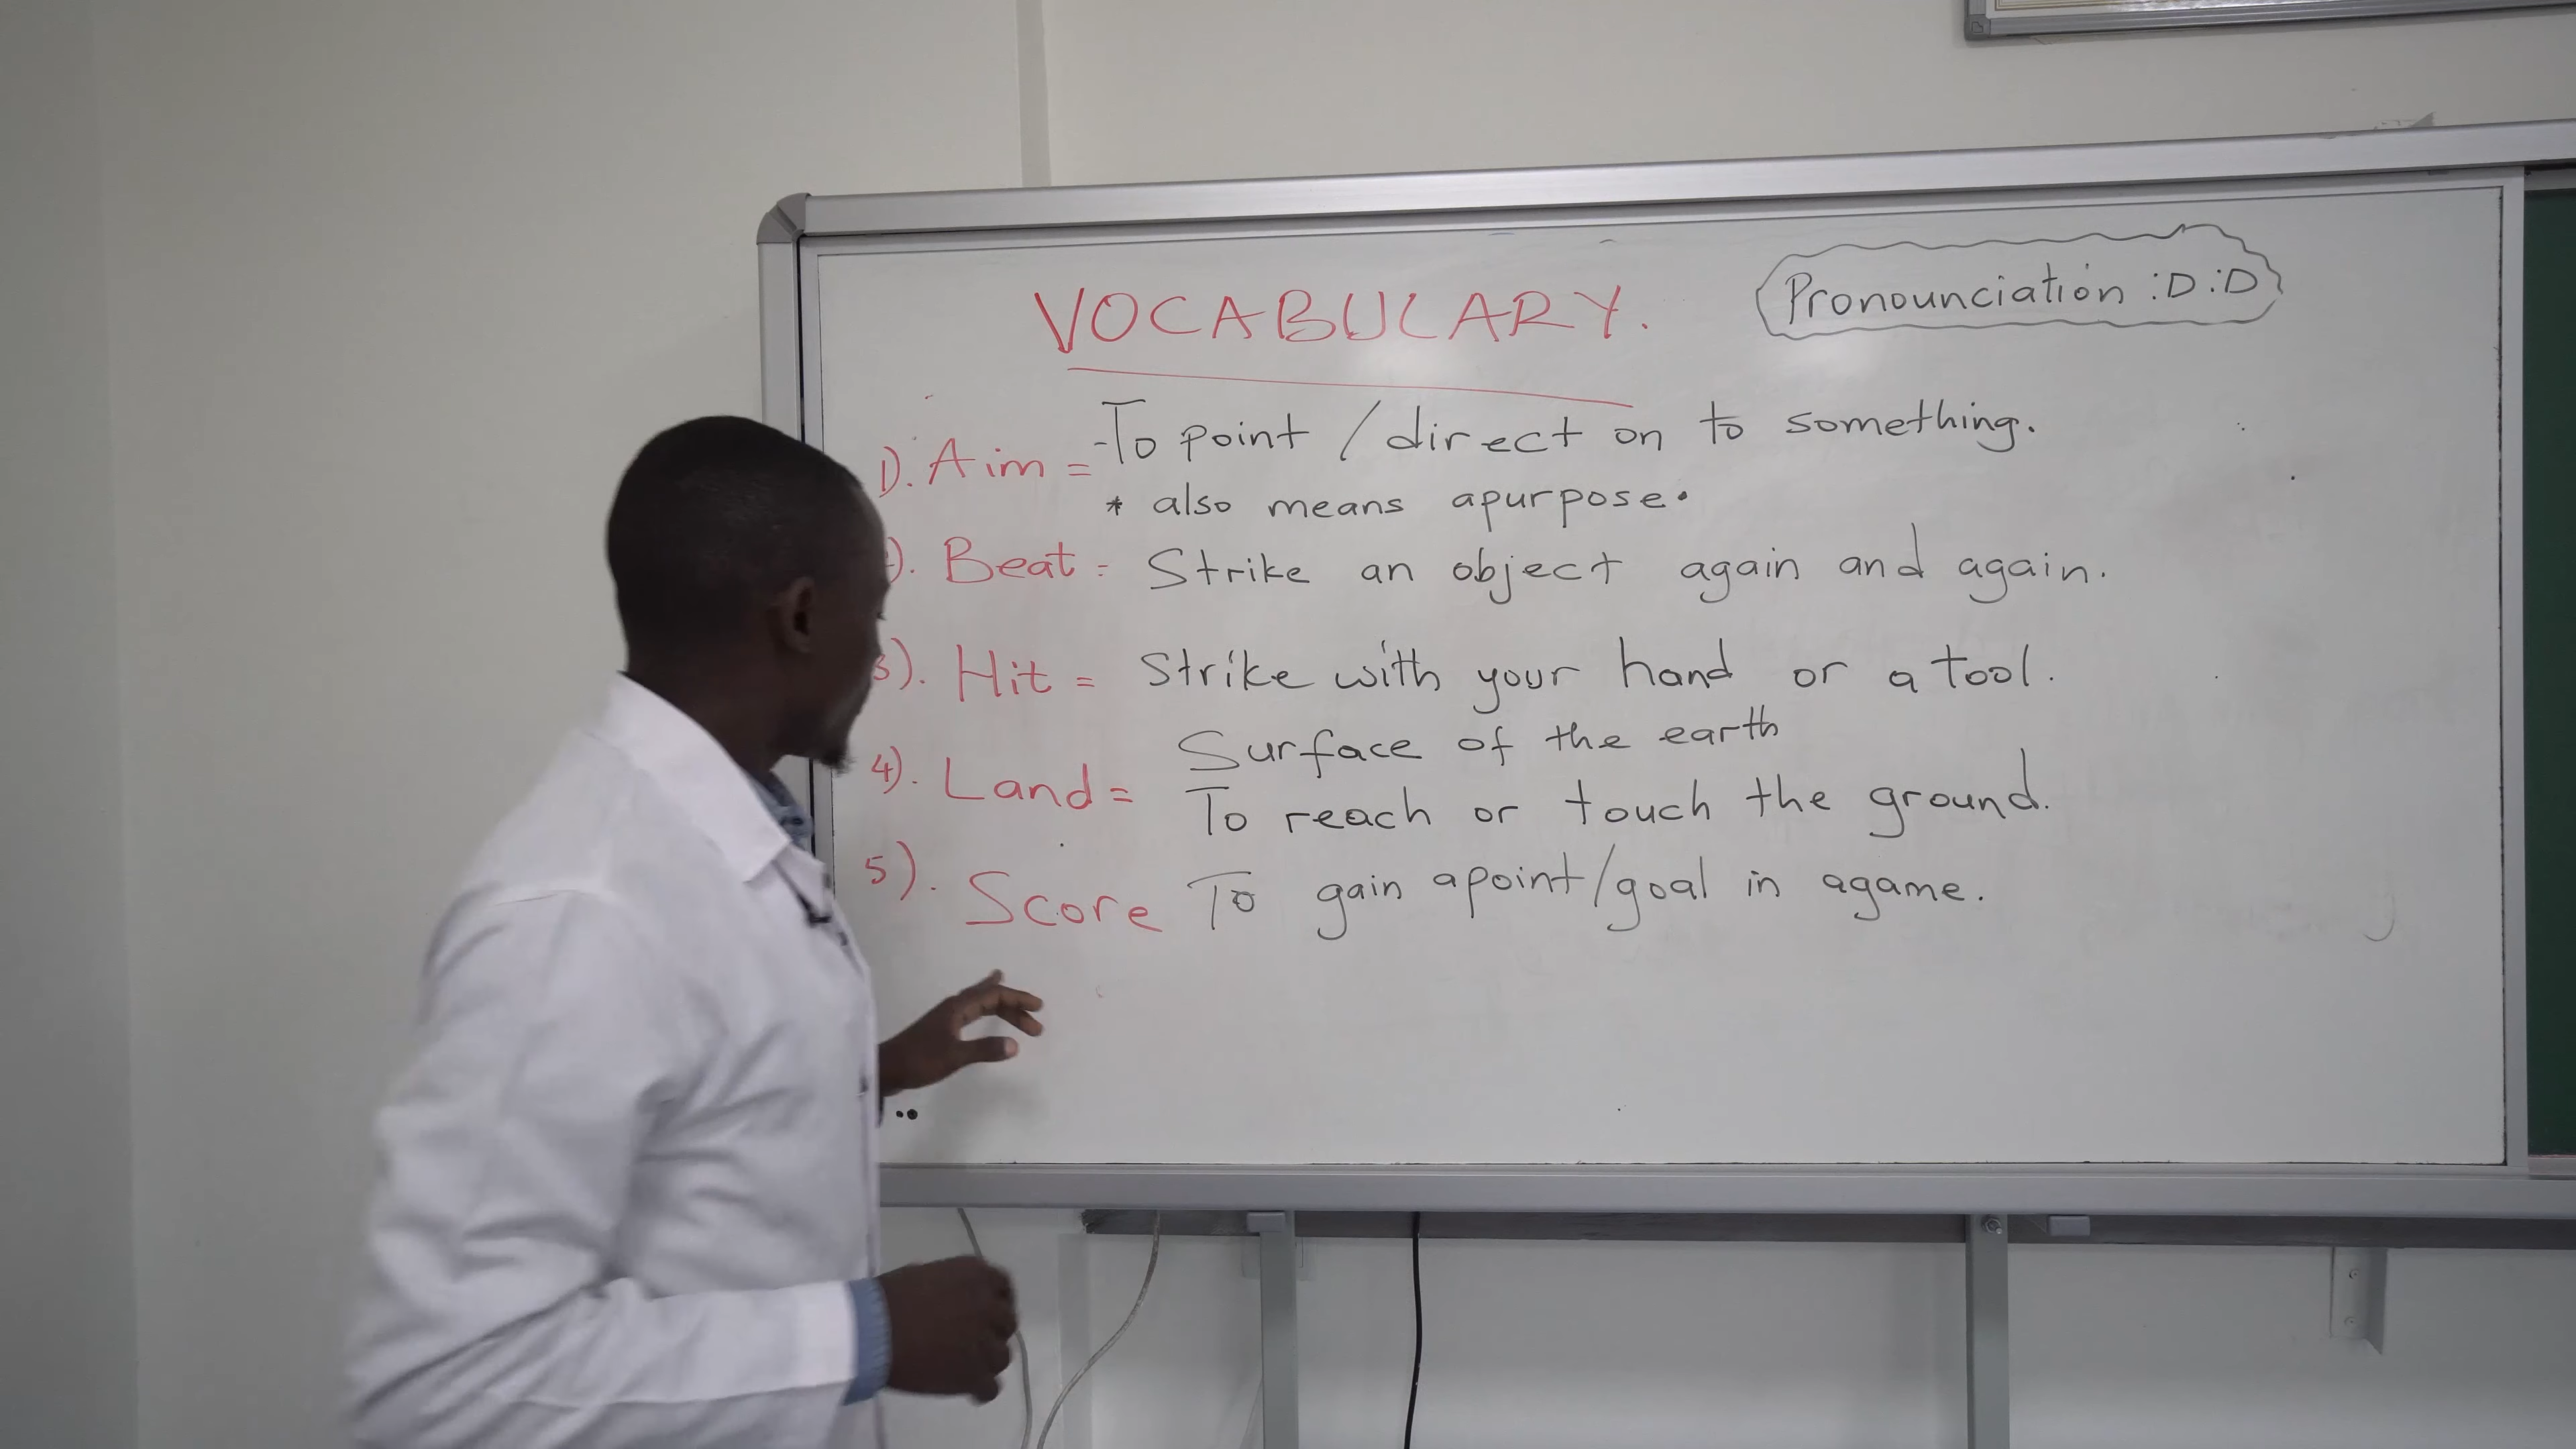 VOCABULARY.
Pronounciation :D :D
1). Aim = -To point / direct on to something.
* also means apurpose.
). Beat = Strike an object again and again.
3). Hit = Strike with your hand or a tool.
4). Land = Surface of the earth
To reach or touch the ground.
5). Score To gain apoint/goal in agame.